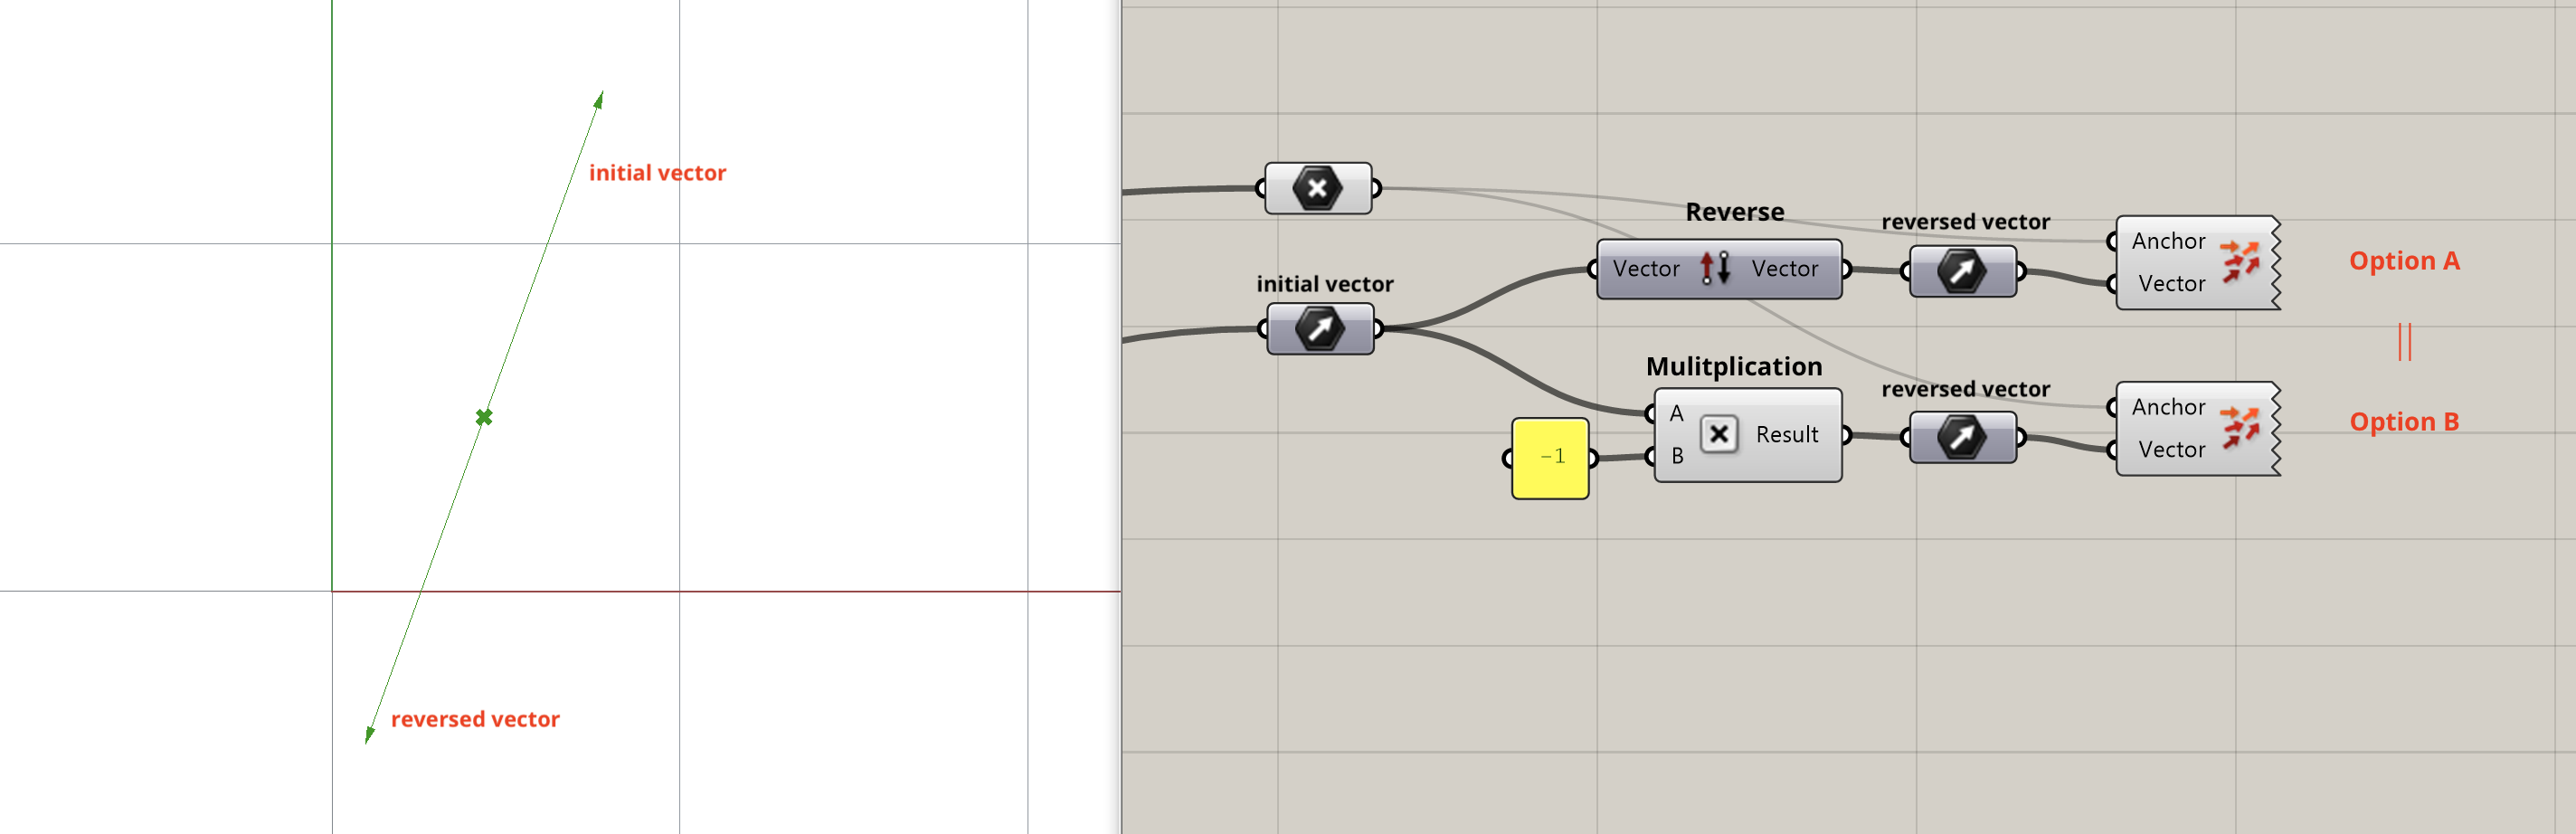 initial vector
reversed vector
initial vector
Reverse
Vector Vector
reversed vector
Anchor
Vector
Option A
||
Mulitplication
A
B
Result
-1
reversed vector
Anchor
Vector
Option B